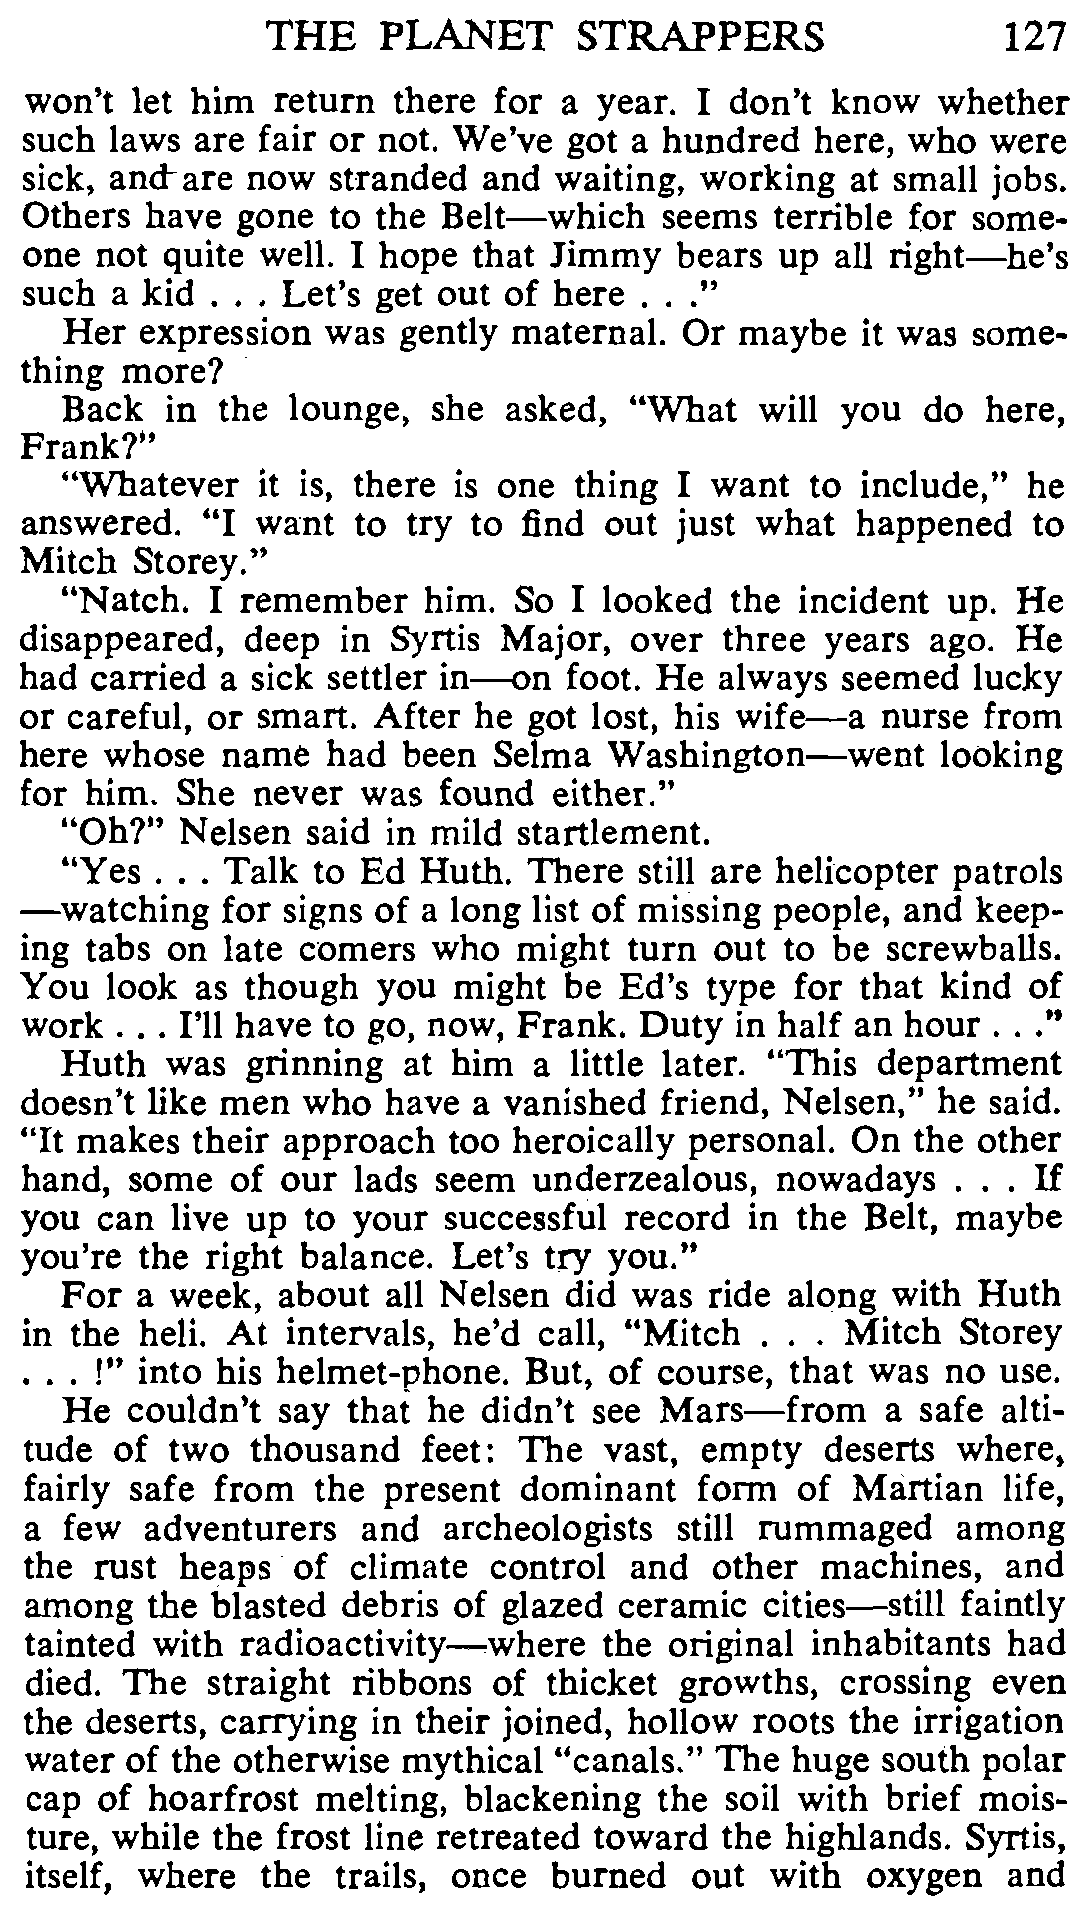 THE PLANET STRAPPERS 127
won't let him return there for a year. I don't know whether
such laws are fair or not. We've got a hundred here, who were
sick, and are now stranded and waiting, working at small jobs.
Others have gone to the Belt—which seems terrible for some-
one not quite well. I hope that Jimmy bears up all right—he's
such a kid . . . Let's get out of here . . ."
Her expression was gently maternal. Or maybe it was some-
thing more?
Back in the lounge, she asked, "What will you do here,
Frank?"
"Whatever it is, there is one thing I want to include," he
answered. "I want to try to find out just what happened to
Mitch Storey."
"Natch. I remember him. So I looked the incident up. He
disappeared, deep in Syrtis Major, over three years ago. He
had carried a sick settler in—on foot. He always seemed lucky
or careful, or smart. After he got lost, his wife—a nurse from
here whose name had been Selma Washington—went looking
for him. She never was found either."
"Oh?" Nelsen said in mild startlement.
"Yes . . . Talk to Ed Huth. There still are helicopter patrols
—watching for signs of a long list of missing people, and keep-
ing tabs on late comers who might turn out to be screwballs.
You look as though you might be Ed's type for that kind of
work . . . I'll have to go, now, Frank. Duty in half an hour . . ."
Huth was grinning at him a little later. "This department
doesn't like men who have a vanished friend, Nelsen," he said.
"It makes their approach too heroically personal. On the other
hand, some of our lads seem underzealous, nowadays . . . If
you can live up to your successful record in the Belt, maybe
you're the right balance. Let's try you."
For a week, about all Nelsen did was ride along with Huth
in the heli. At intervals, he'd call, "Mitch . . . Mitch Storey
. . . !" into his helmet-phone. But, of course, that was no use.
He couldn't say that he didn't see Mars—from a safe alti-
tude of two thousand feet: The vast, empty deserts where,
fairly safe from the present dominant form of Martian life,
a few adventurers and archeologists still rummaged among
the rust heaps of climate control and other machines, and
among the blasted debris of glazed ceramic cities—still faintly
tainted with radioactivity—where the original inhabitants had
died. The straight ribbons of thicket growths, crossing even
the deserts, carrying in their joined, hollow roots the irrigation
water of the otherwise mythical "canals." The huge south polar
cap of hoarfrost melting, blackening the soil with brief mois-
ture, while the frost line retreated toward the highlands. Syrtis,
itself, where the trails, once burned out with oxygen and